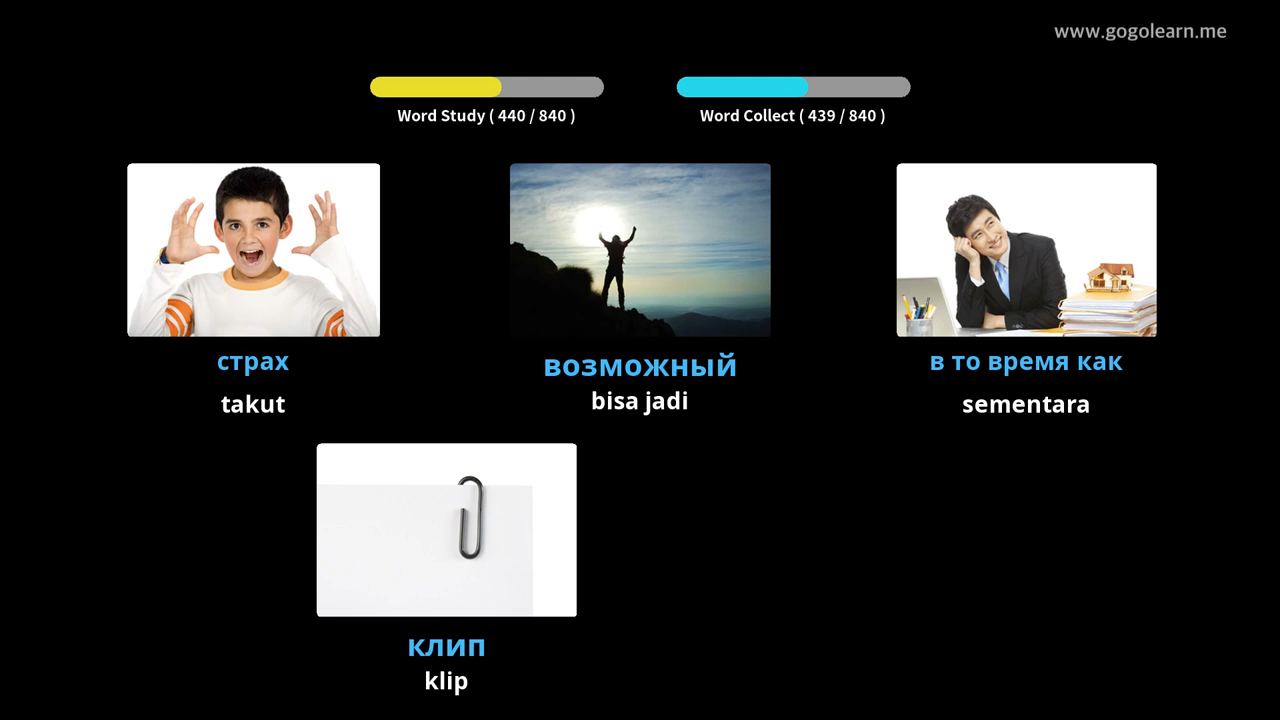 www.gogolearn.me
Word Study ( 440 / 840 )
Word Collect ( 439 / 840 )
страх
takut
возможный
bisa jadi
в то время как
sementara
клип
klip